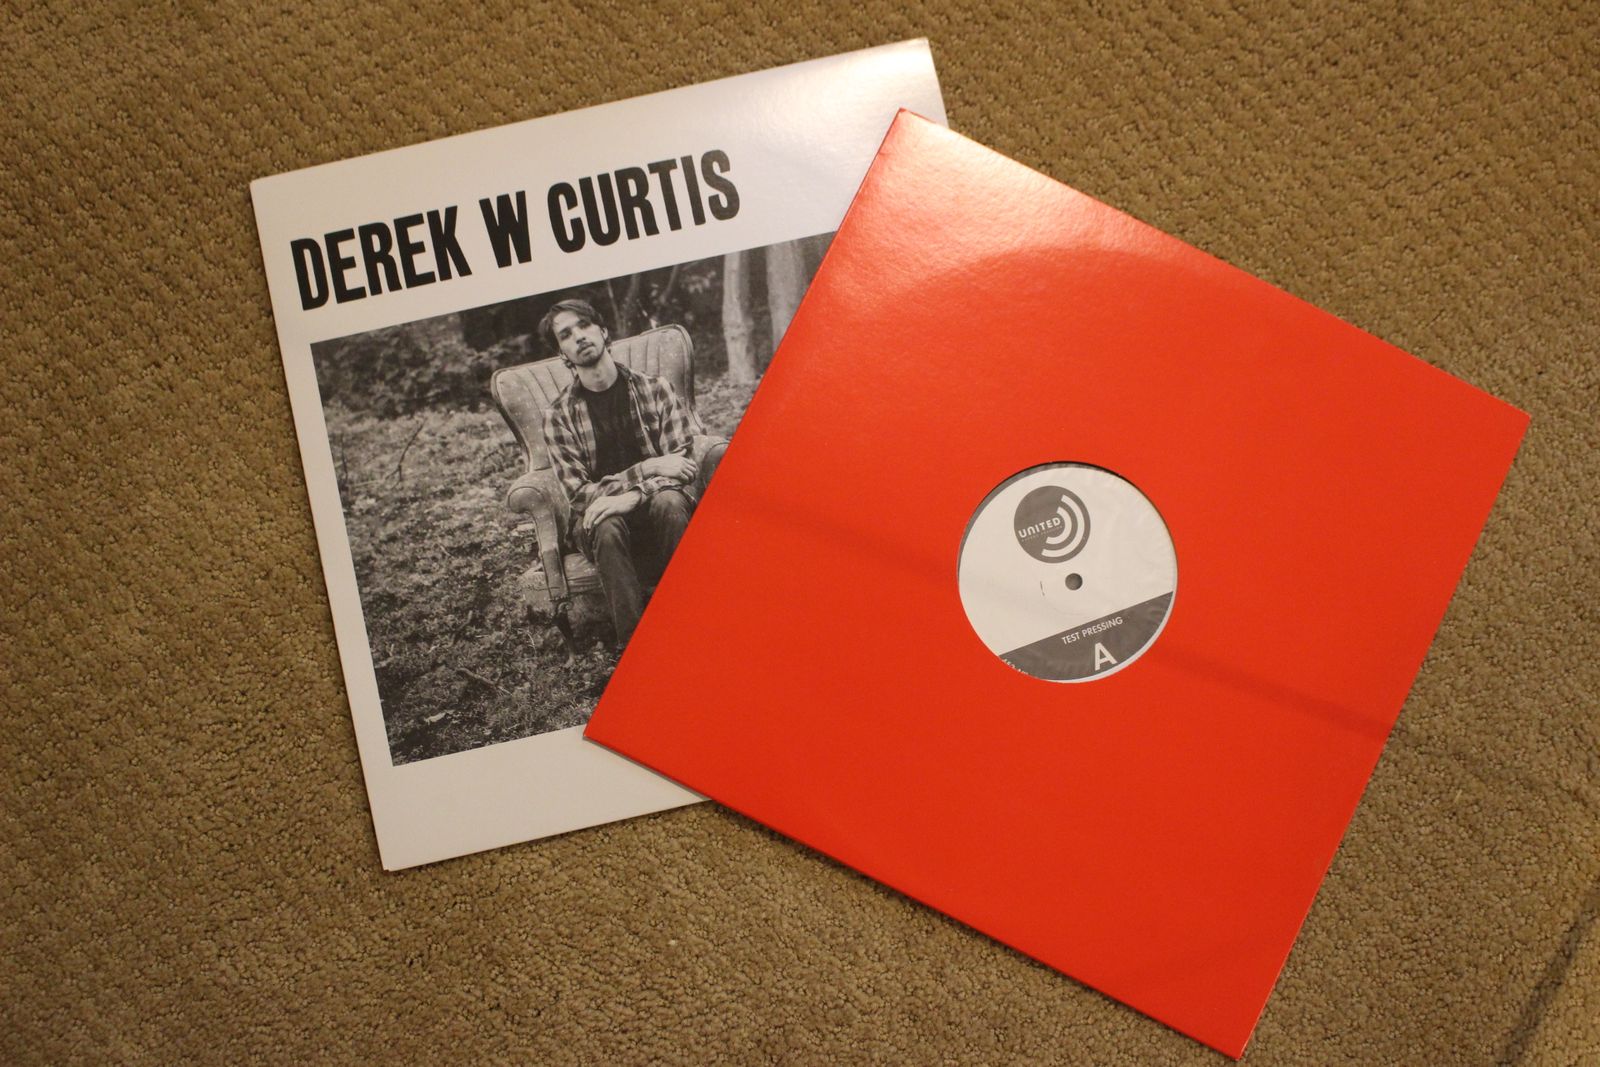 DEREK W CURTIS
UNITED
TEST PRESSING
A